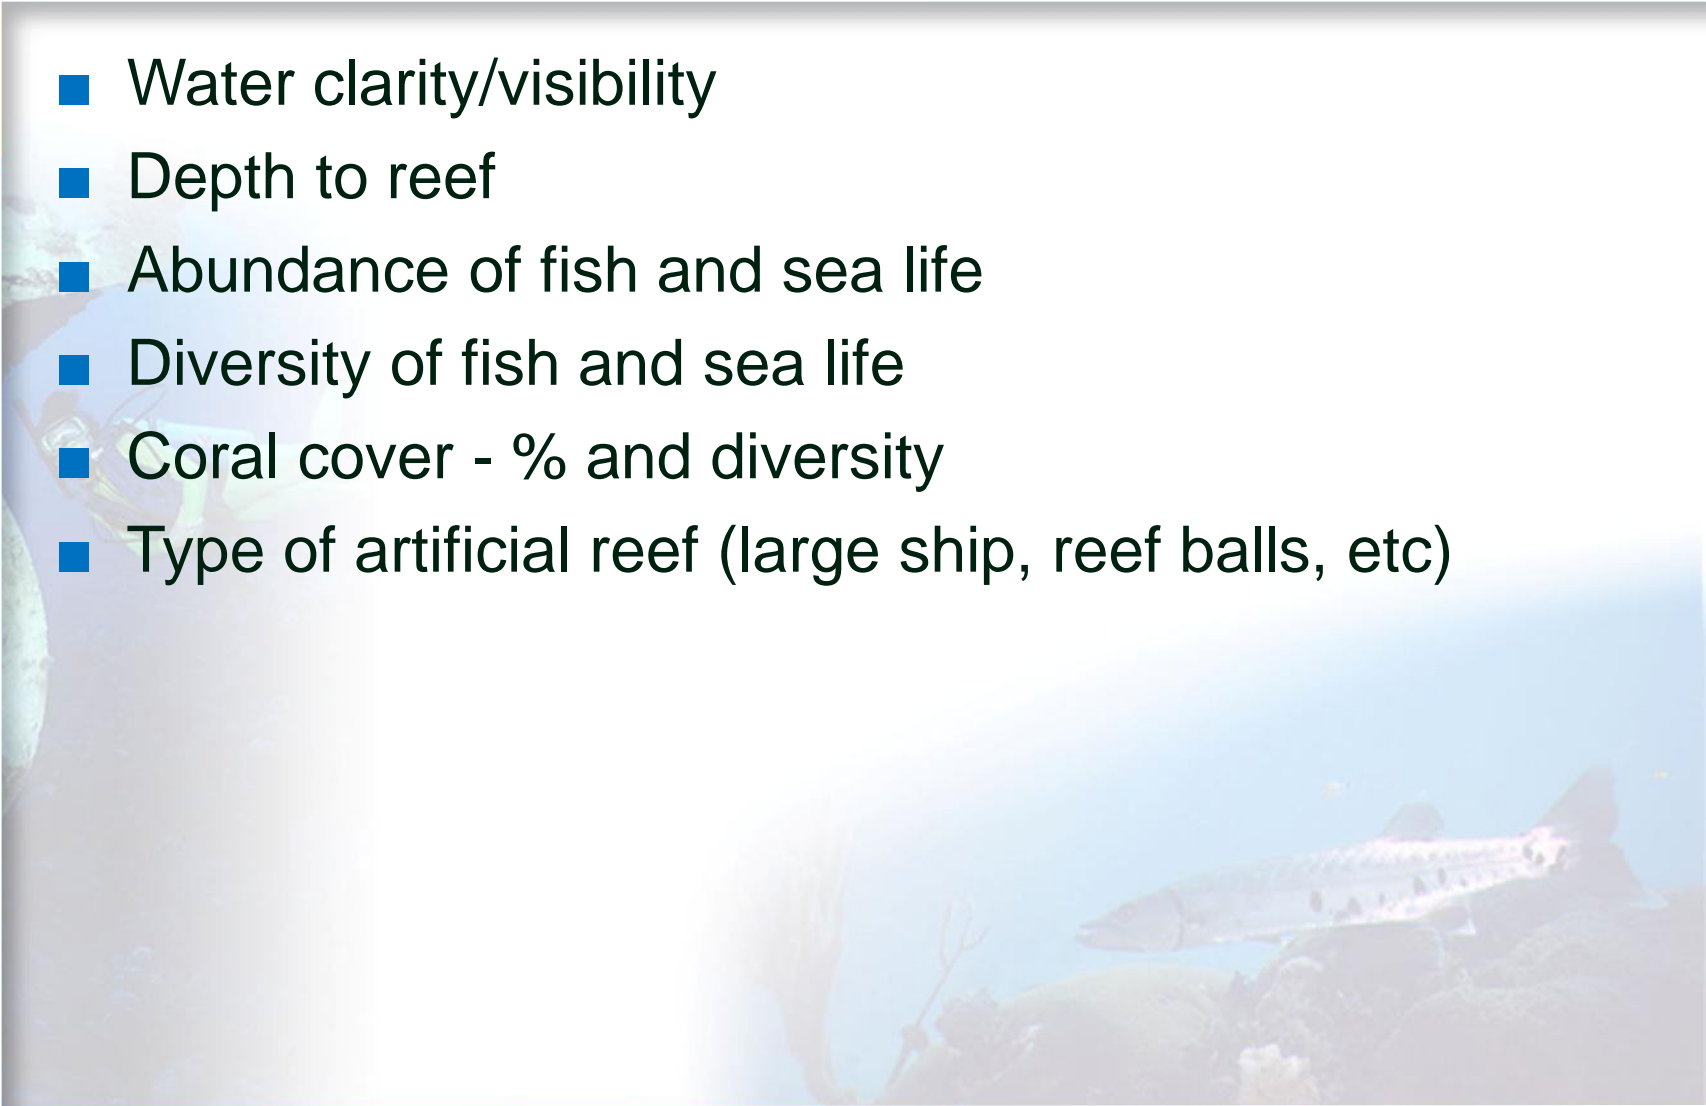 Water clarity/visibility
Depth to reef
Abundance of fish and sea life
Diversity of fish and sea life
Coral cover - % and diversity
Type of artificial reef (large ship, reef balls, etc)